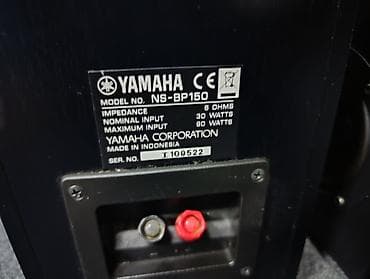 YAMAHA CE
MODEL NO. NS-BP150
IMPEDANCE 6 OHMS
NOMINAL INPUT 30 WATTS
MAXIMUM INPUT 60 WATTS
YAMAHA CORPORATION
MADE IN INDONESIA
SER.NO. I 109522